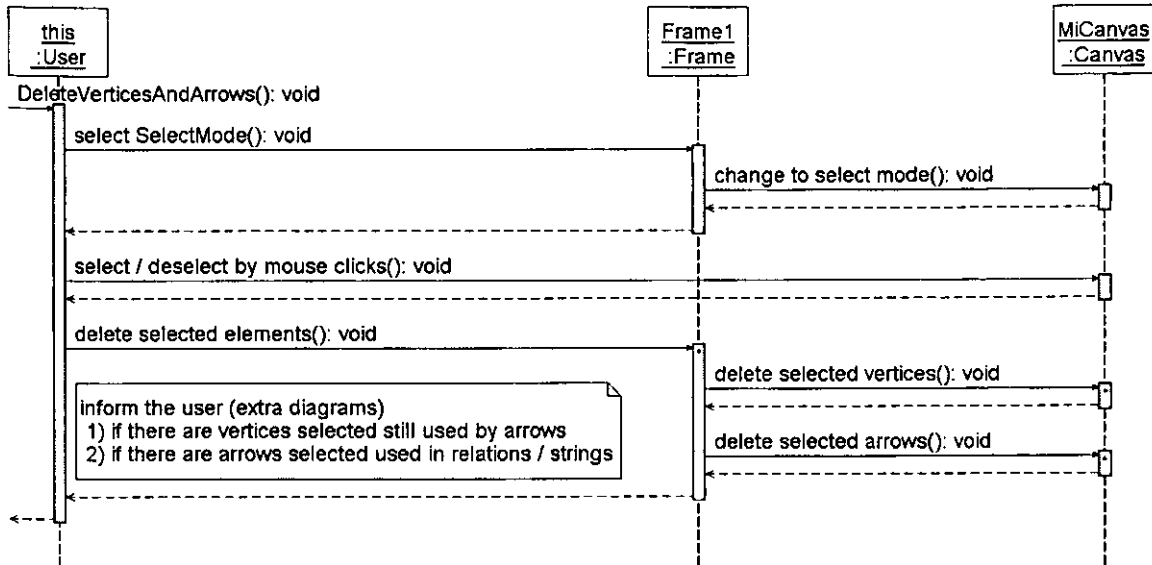 this
:User
Frame1
:Frame
MiCanvas
:Canvas
DeleteVerticesAndArrows(): void
select SelectMode(): void
change to select mode(): void
select / deselect by mouse clicks(): void
delete selected elements(): void
delete selected vertices(): void
inform the user (extra diagrams)
1) if there are vertices selected still used by arrows
2) if there are arrows selected used in relations / strings
delete selected arrows(): void